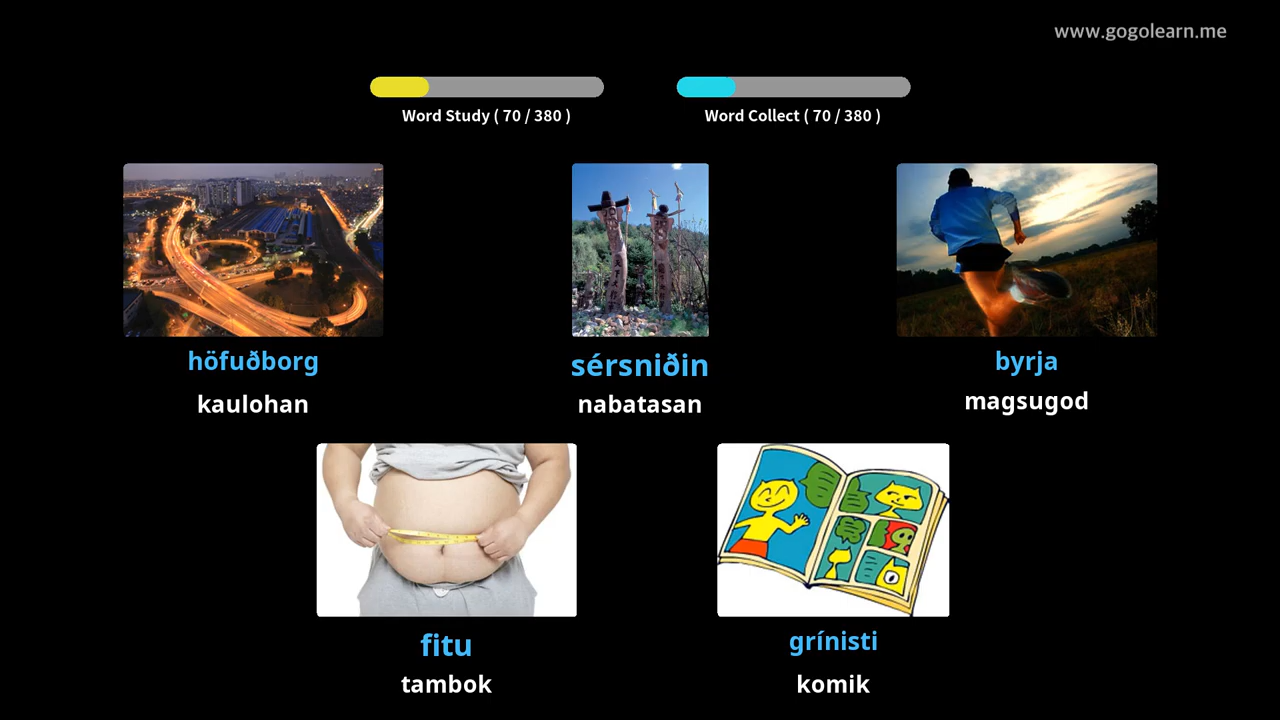 www.gogolearn.me
Word Study ( 70 / 380 )
Word Collect ( 70 / 380 )
höfuðborg
kaulohan
sérsniðin
nabatasan
byrja
magsugod
fitu
tambok
grínisti
komik